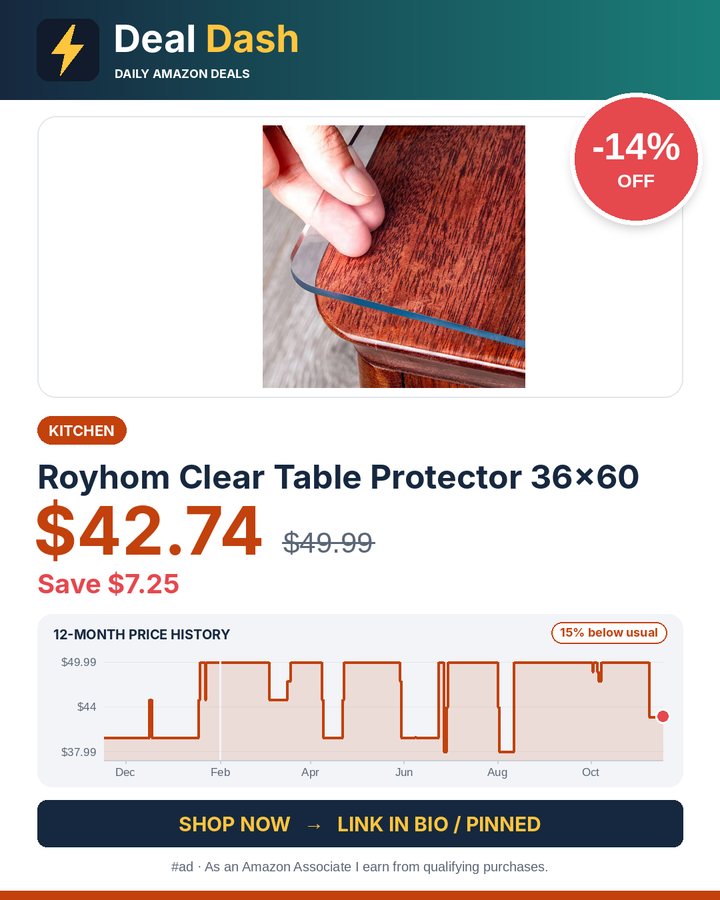 Deal Dash
DAILY AMAZON DEALS
-14%
OFF
KITCHEN
Royhom Clear Table Protector 36×60
$42.74 $49.99
Save $7.25
12-MONTH PRICE HISTORY 15% below usual
$49.99
$44
$37.99
Dec Feb Apr Jun Aug Oct
SHOP NOW → LINK IN BIO / PINNED
#ad · As an Amazon Associate I earn from qualifying purchases.